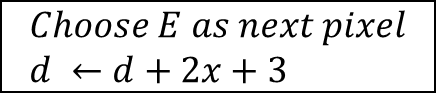 Choose E as next pixel
d ← d + 2x + 3